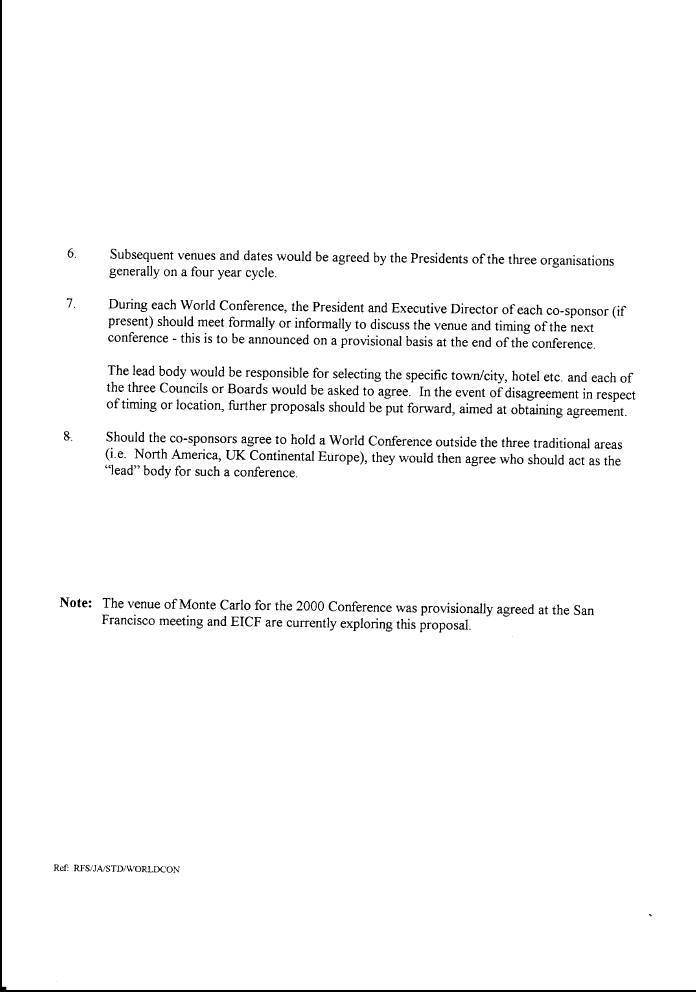 6. Subsequent venues and dates would be agreed by the Presidents of the three organisations
generally on a four year cycle.
7. During each World Conference, the President and Executive Director of each co-sponsor (if
present) should meet formally or informally to discuss the venue and timing of the next
conference - this is to be announced on a provisional basis at the end of the conference.
The lead body would be responsible for selecting the specific town/city, hotel etc. and each of
the three Councils or Boards would be asked to agree. In the event of disagreement in respect
of timing or location, further proposals should be put forward, aimed at obtaining agreement.
8. Should the co-sponsors agree to hold a World Conference outside the three traditional areas
(i.e. North America, UK Continental Europe), they would then agree who should act as the
“lead” body for such a conference.
Note: The venue of Monte Carlo for the 2000 Conference was provisionally agreed at the San
Francisco meeting and EICF are currently exploring this proposal.
Ref: RFS/JA/STD/WORLDCON